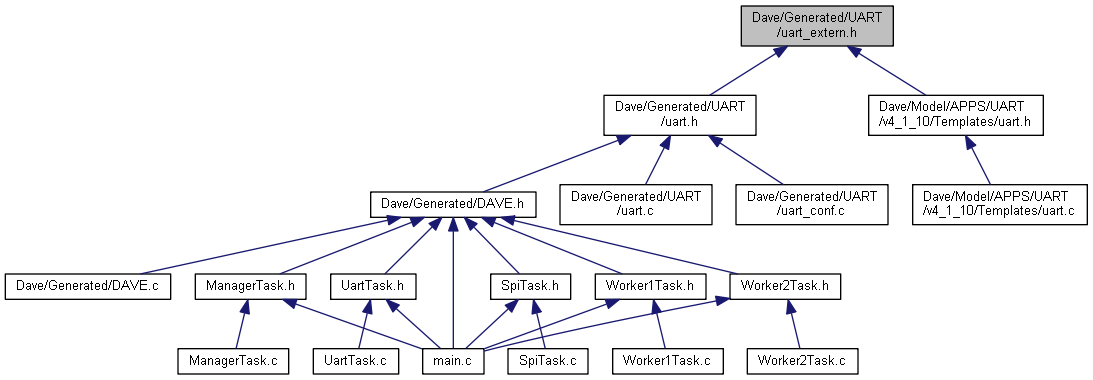 Dave/Generated/UART
/uart_extern.h
Dave/Generated/UART
/uart.h
Dave/Model/APPS/UART
/v4_1_10/Templates/uart.h
Dave/Generated/DAVE.h
Dave/Generated/UART
/uart.c
Dave/Generated/UART
/uart_conf.c
Dave/Model/APPS/UART
/v4_1_10/Templates/uart.c
Dave/Generated/DAVE.c
ManagerTask.h
UartTask.h
SpiTask.h
Worker1Task.h
Worker2Task.h
ManagerTask.c
UartTask.c
main.c
SpiTask.c
Worker1Task.c
Worker2Task.c